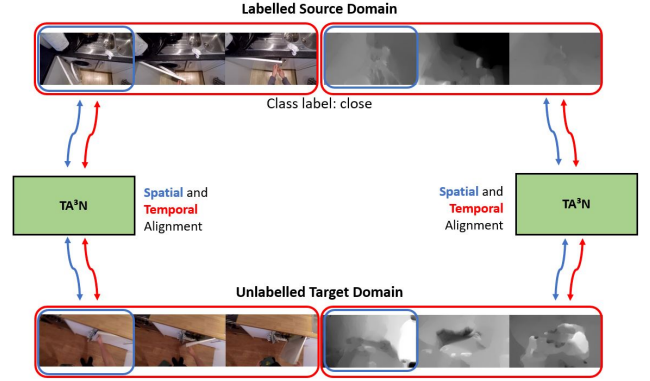 Labelled Source Domain
Class label: close
TA³N
Spatial and
Temporal
Alignment
Spatial and
Temporal
Alignment
TA³N
Unlabelled Target Domain